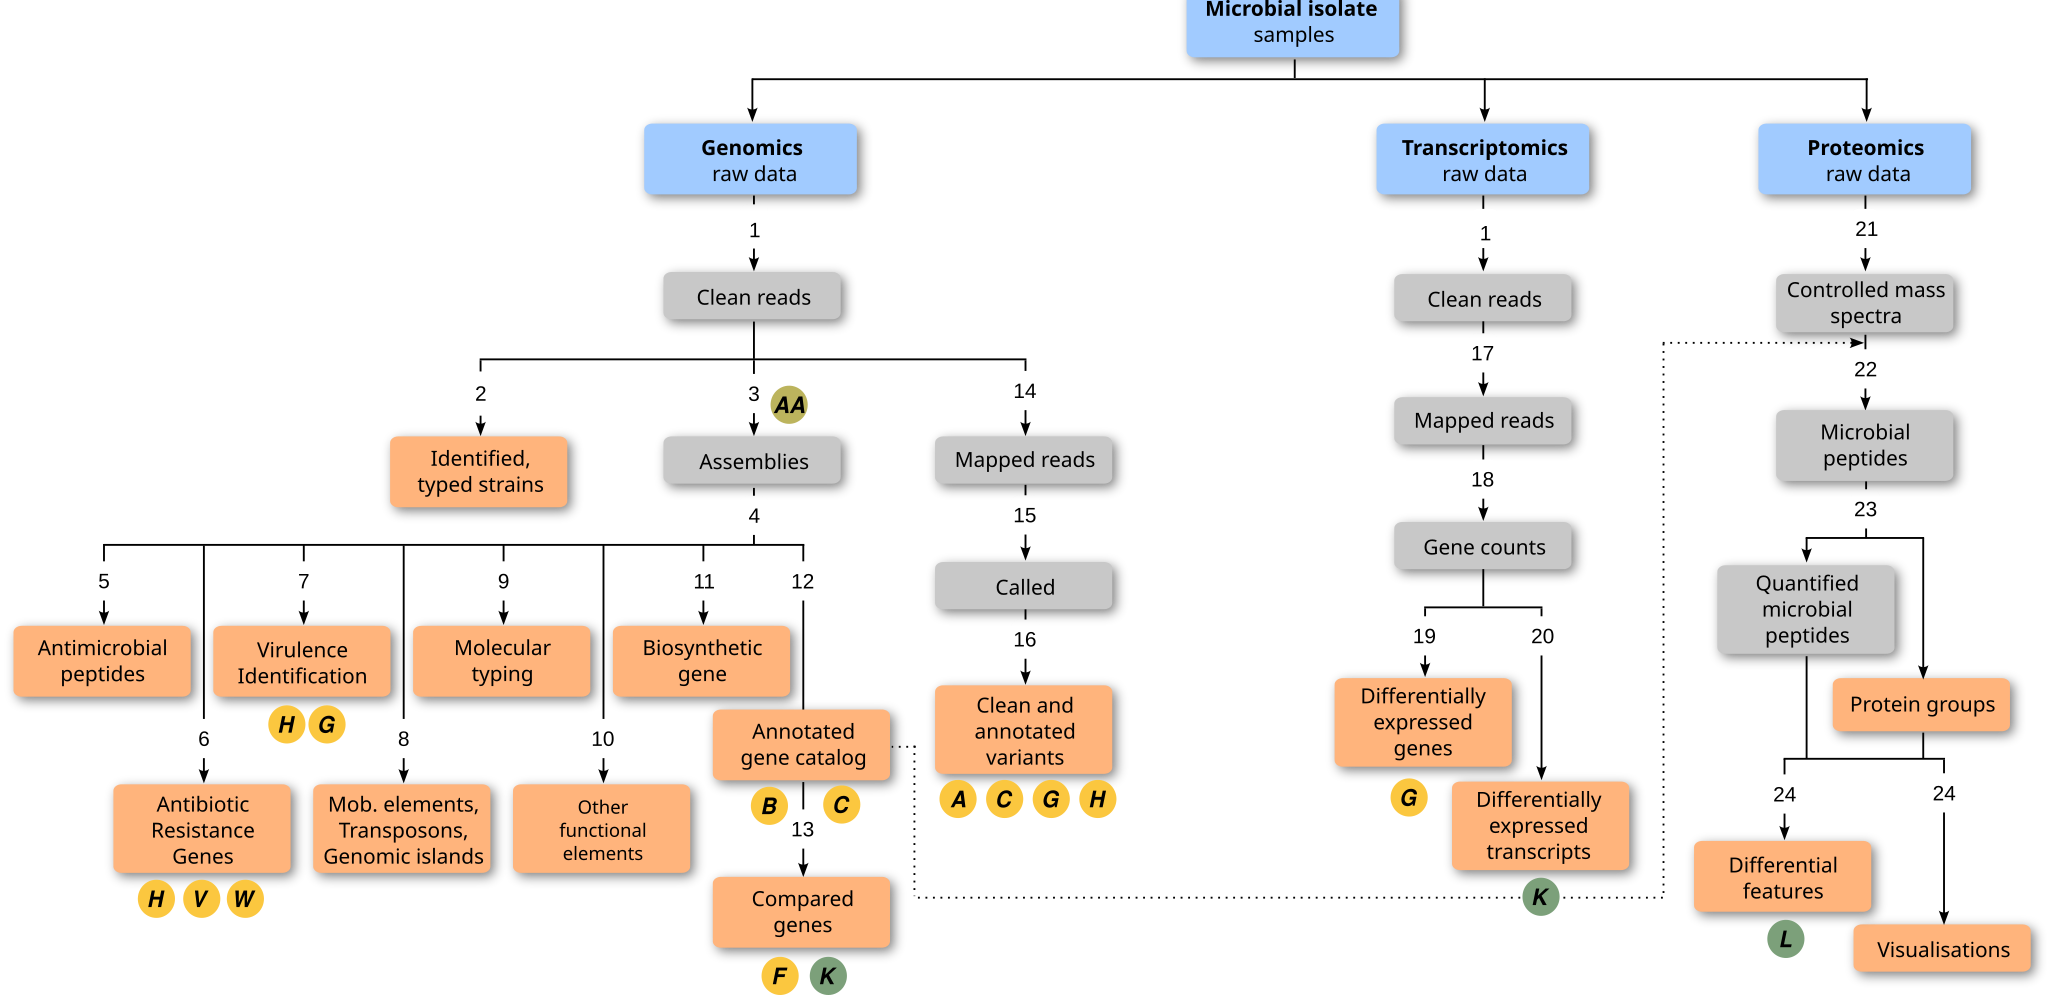 Microbial isolate
samples
Genomics
raw data
Transcriptomics
raw data
Proteomics
raw data
1
1
21
Clean reads
Clean reads
Controlled mass
spectra
2
3
AA
14
17
22
Identified,
typed strains
Assemblies
Mapped reads
Mapped reads
Microbial
peptides
4
15
18
23
5
7
9
11
12
Called
Gene counts
Quantified
microbial
peptides
Antimicrobial
peptides
Virulence
Identification
Molecular
typing
Biosynthetic
gene
16
19
20
H
G
6
8
10
Annotated
gene catalog
Clean and
annotated
variants
Differentially
expressed
genes
Protein groups
B
C
A
C
G
H
G
24
24
Antibiotic
Resistance
Genes
Mob. elements,
Transposons,
Genomic islands
Other
functional
elements
13
Differentially
expressed
transcripts
H
V
W
Compared
genes
K
Differential
features
F
K
L
Visualisations